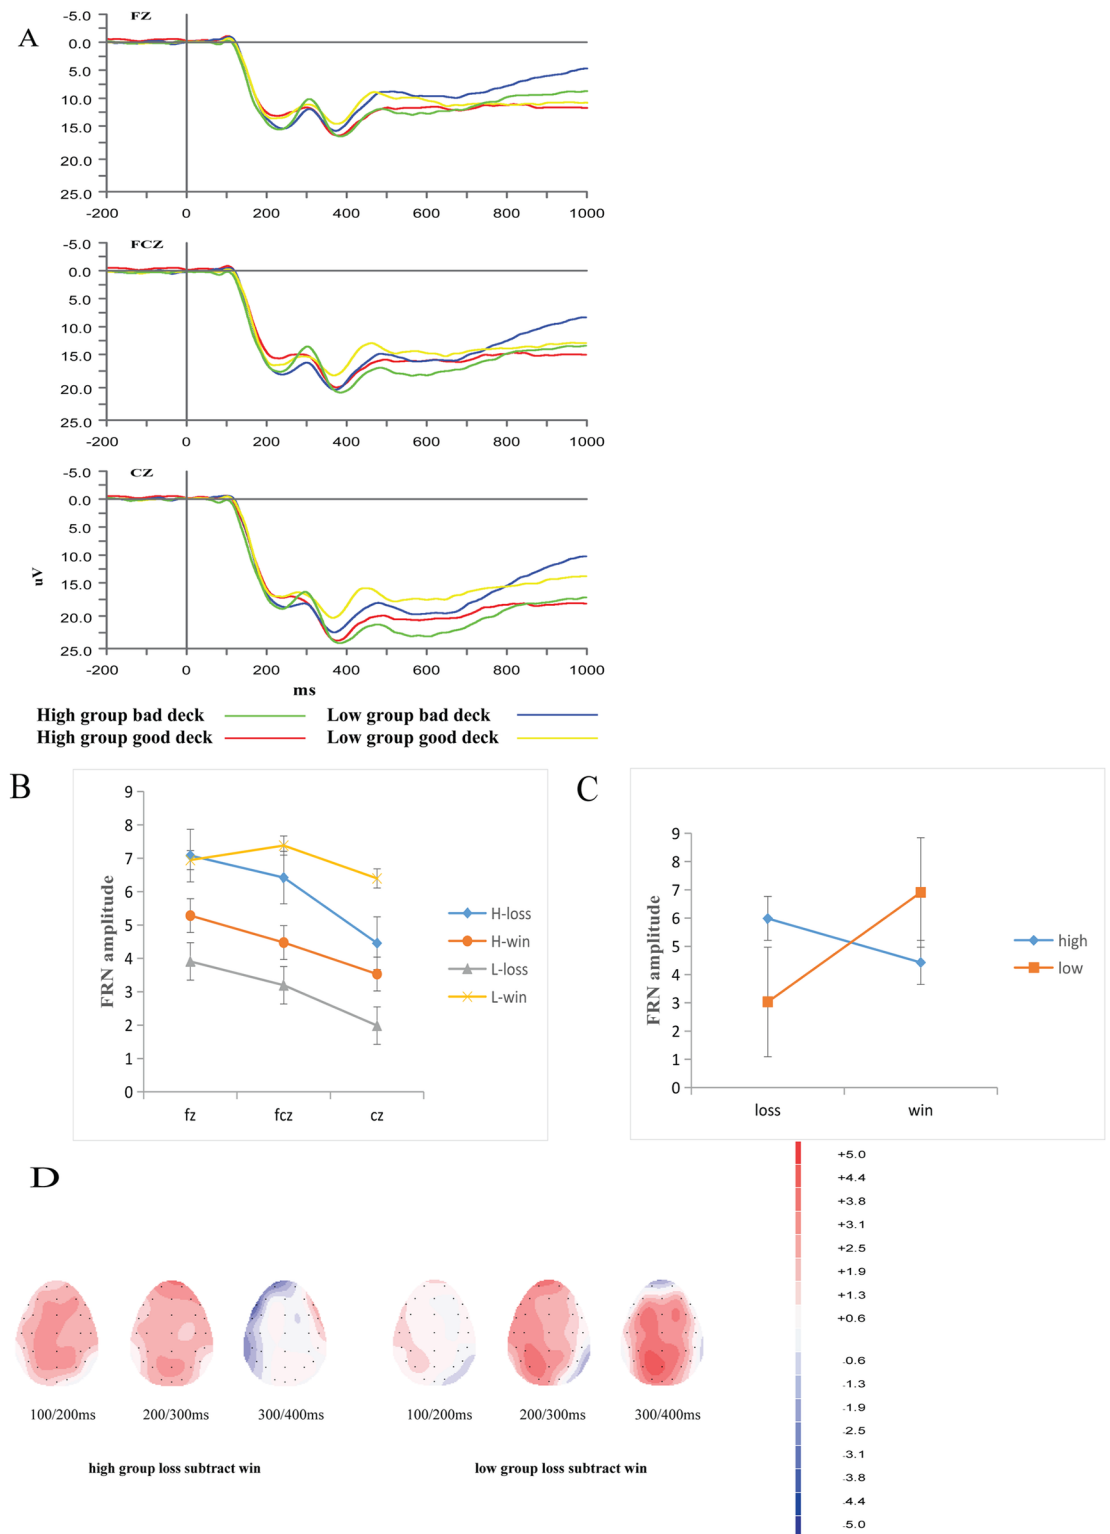 A
FZ
-5.0
0.0
5.0
10.0
15.0
20.0
25.0
-200 0 200 400 600 800 1000
FCZ
-5.0
0.0
5.0
10.0
15.0
20.0
25.0
-200 0 200 400 600 800 1000
CZ
-5.0
0.0
5.0
10.0
15.0
20.0
25.0
uV
-200 0 200 400 600 800 1000
ms
High group bad deck Low group bad deck
High group good deck Low group good deck
B
9
8
7
6
5
4
3
2
1
0
FRN amplitude
fz fcz cz
H-loss
H-win
L-loss
L-win
C
9
8
7
6
5
4
3
2
1
0
FRN amplitude
loss win
high
low
D
100/200ms 200/300ms 300/400ms 100/200ms 200/300ms 300/400ms
high group loss subtract win low group loss subtract win
+5.0
+4.4
+3.8
+3.1
+2.5
+1.9
+1.3
+0.6
-0.6
-1.3
-1.9
-2.5
-3.1
-3.8
-4.4
-5.0